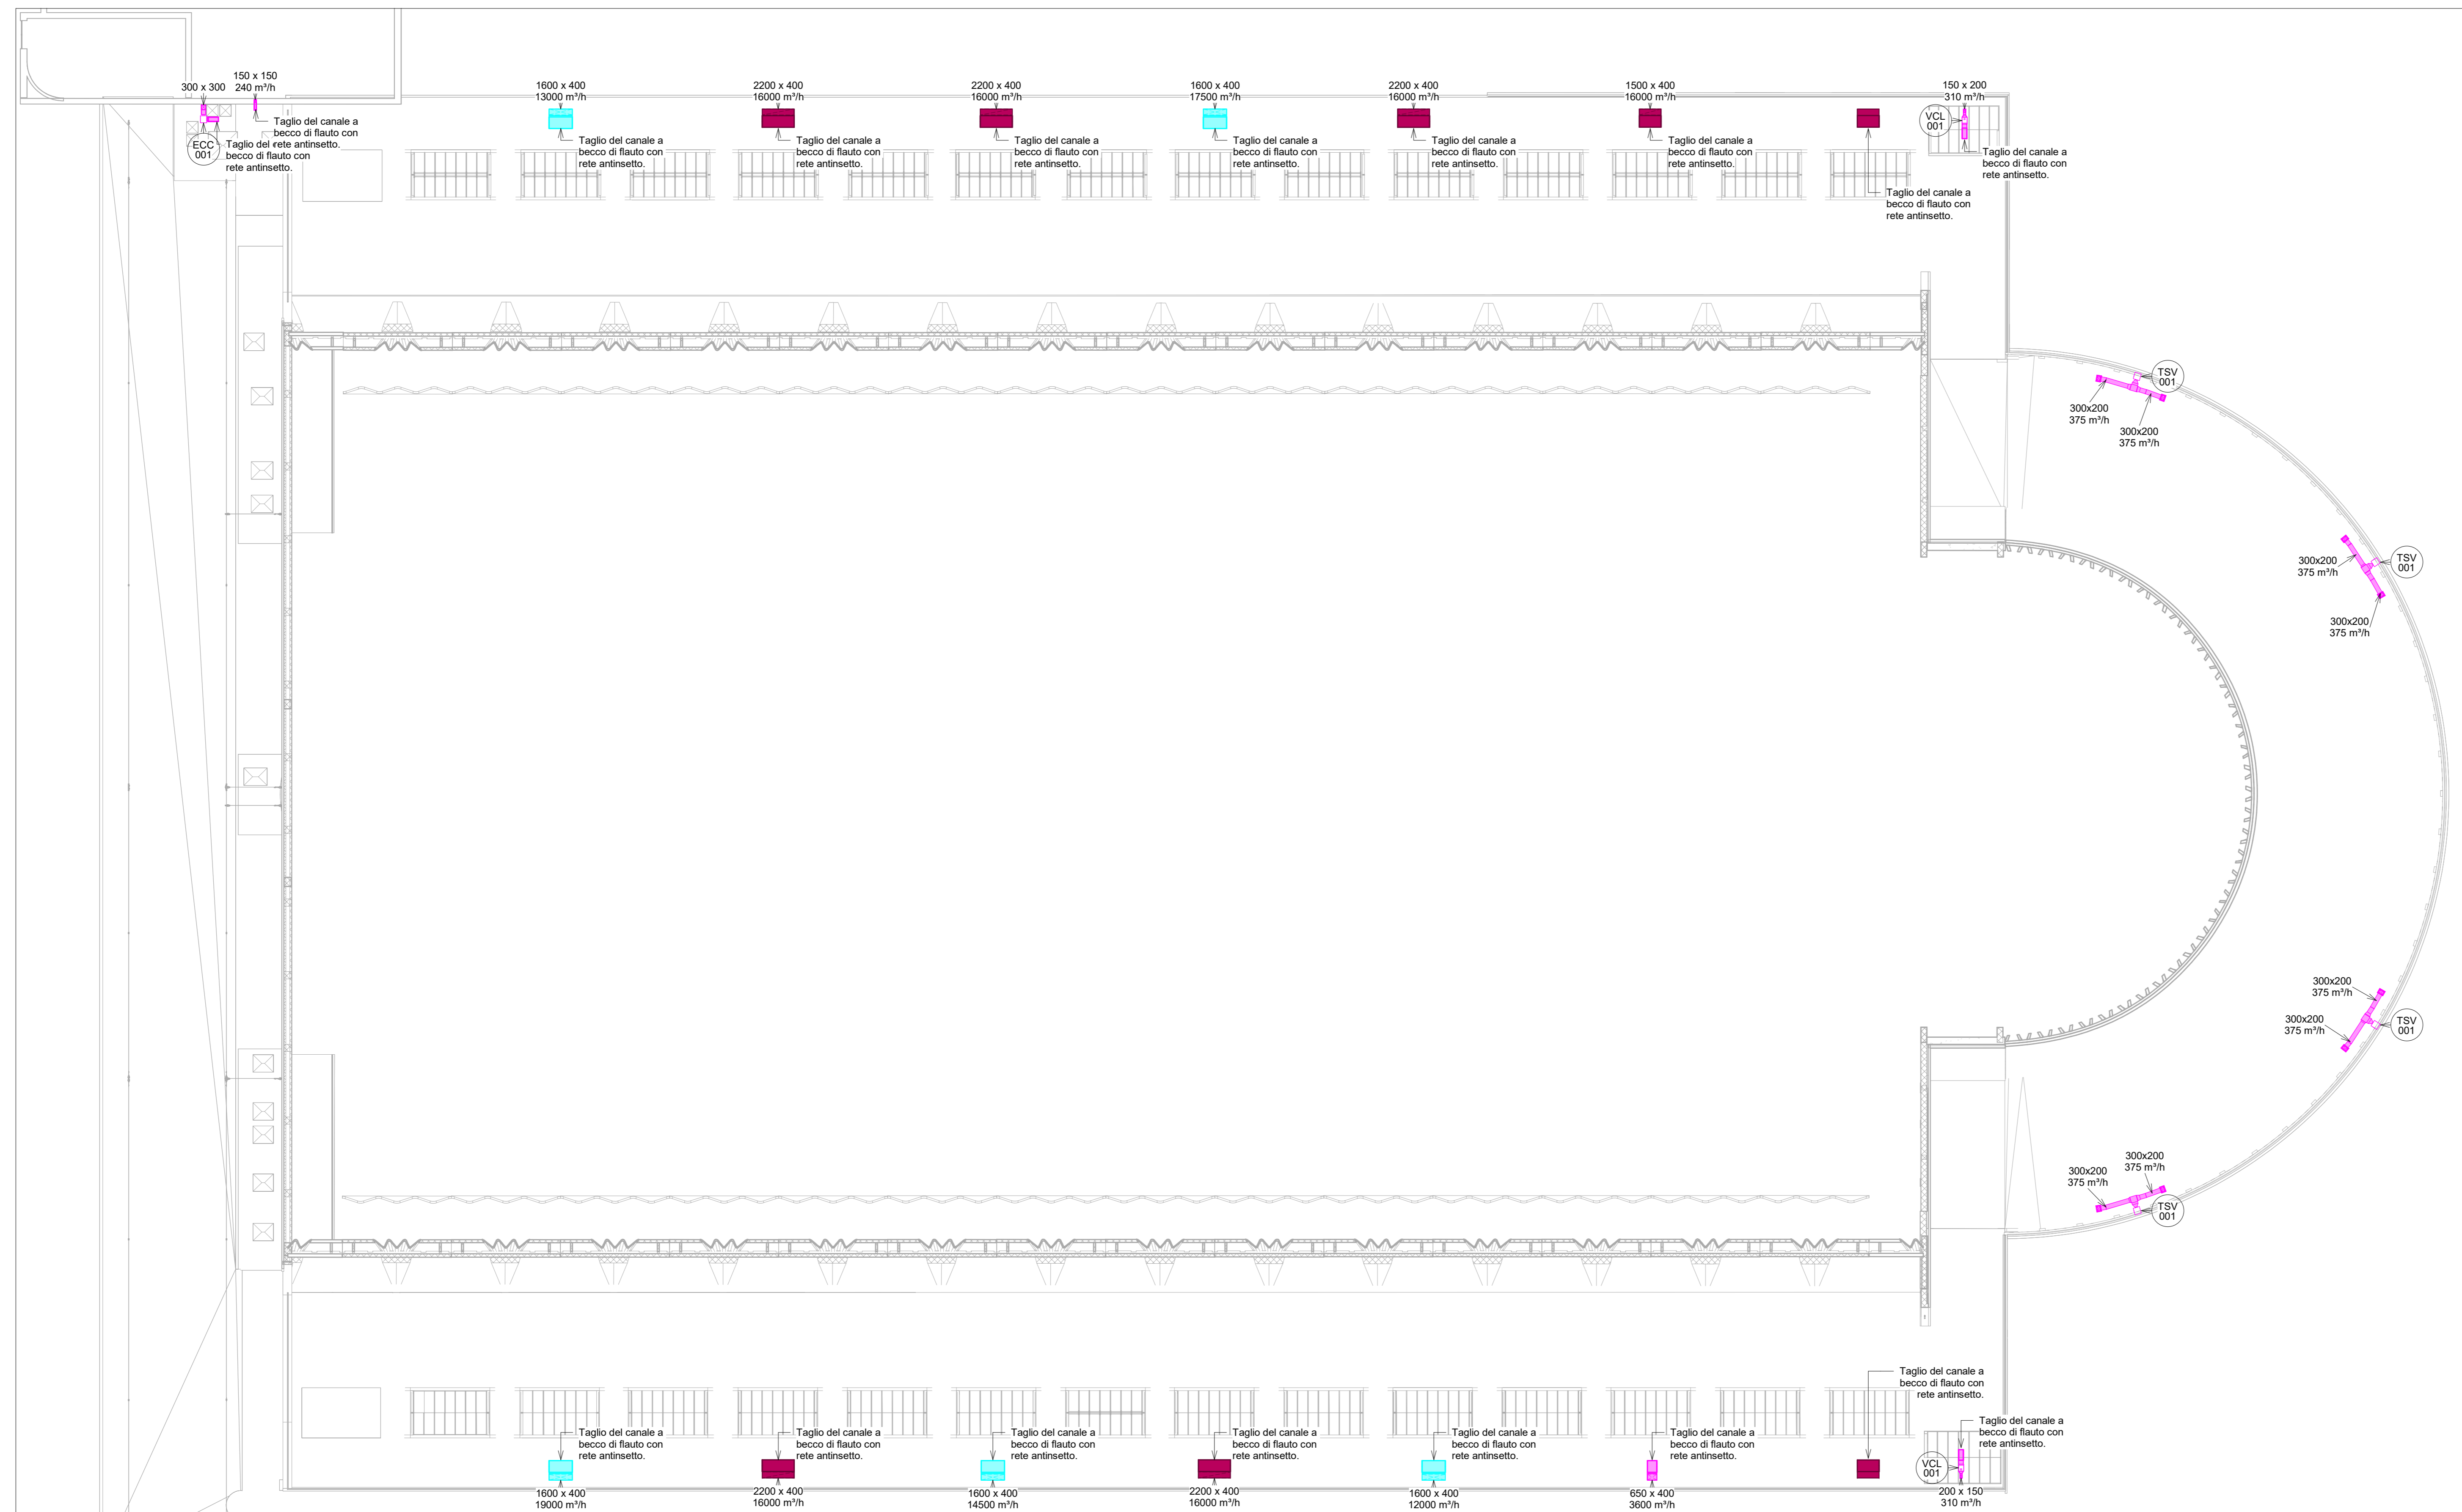 300 x 300
150 x 150
240 m³/h
Taglio del canale a
becco di flauto con
rete antinsetto.
ECC
001
Taglio del
becco di flauto con
rete antinsetto.
1600 x 400
13000 m³/h
Taglio del canale a
becco di flauto con
rete antinsetto.
2200 x 400
16000 m³/h
Taglio del canale a
becco di flauto con
rete antinsetto.
2200 x 400
16000 m³/h
Taglio del canale a
becco di flauto con
rete antinsetto.
1600 x 400
17500 m³/h
Taglio del canale a
becco di flauto con
rete antinsetto.
2200 x 400
16000 m³/h
Taglio del canale a
becco di flauto con
rete antinsetto.
1500 x 400
16000 m³/h
Taglio del canale a
becco di flauto con
rete antinsetto.
Taglio del canale a
becco di flauto con
rete antinsetto.
VCL
001
150 x 200
310 m³/h
Taglio del canale a
becco di flauto con
rete antinsetto.
TSV
001
300x200
375 m³/h
300x200
375 m³/h
TSV
001
300x200
375 m³/h
300x200
375 m³/h
300x200
375 m³/h
300x200
375 m³/h
TSV
001
300x200
375 m³/h
300x200
375 m³/h
TSV
001
Taglio del canale a
becco di flauto con
rete antinsetto.
1600 x 400
19000 m³/h
Taglio del canale a
becco di flauto con
rete antinsetto.
2200 x 400
16000 m³/h
Taglio del canale a
becco di flauto con
rete antinsetto.
1600 x 400
14500 m³/h
Taglio del canale a
becco di flauto con
rete antinsetto.
2200 x 400
16000 m³/h
Taglio del canale a
becco di flauto con
rete antinsetto.
1600 x 400
12000 m³/h
Taglio del canale a
becco di flauto con
rete antinsetto.
650 x 400
3600 m³/h
Taglio del canale a
becco di flauto con
rete antinsetto.
VCL
001
200 x 150
310 m³/h